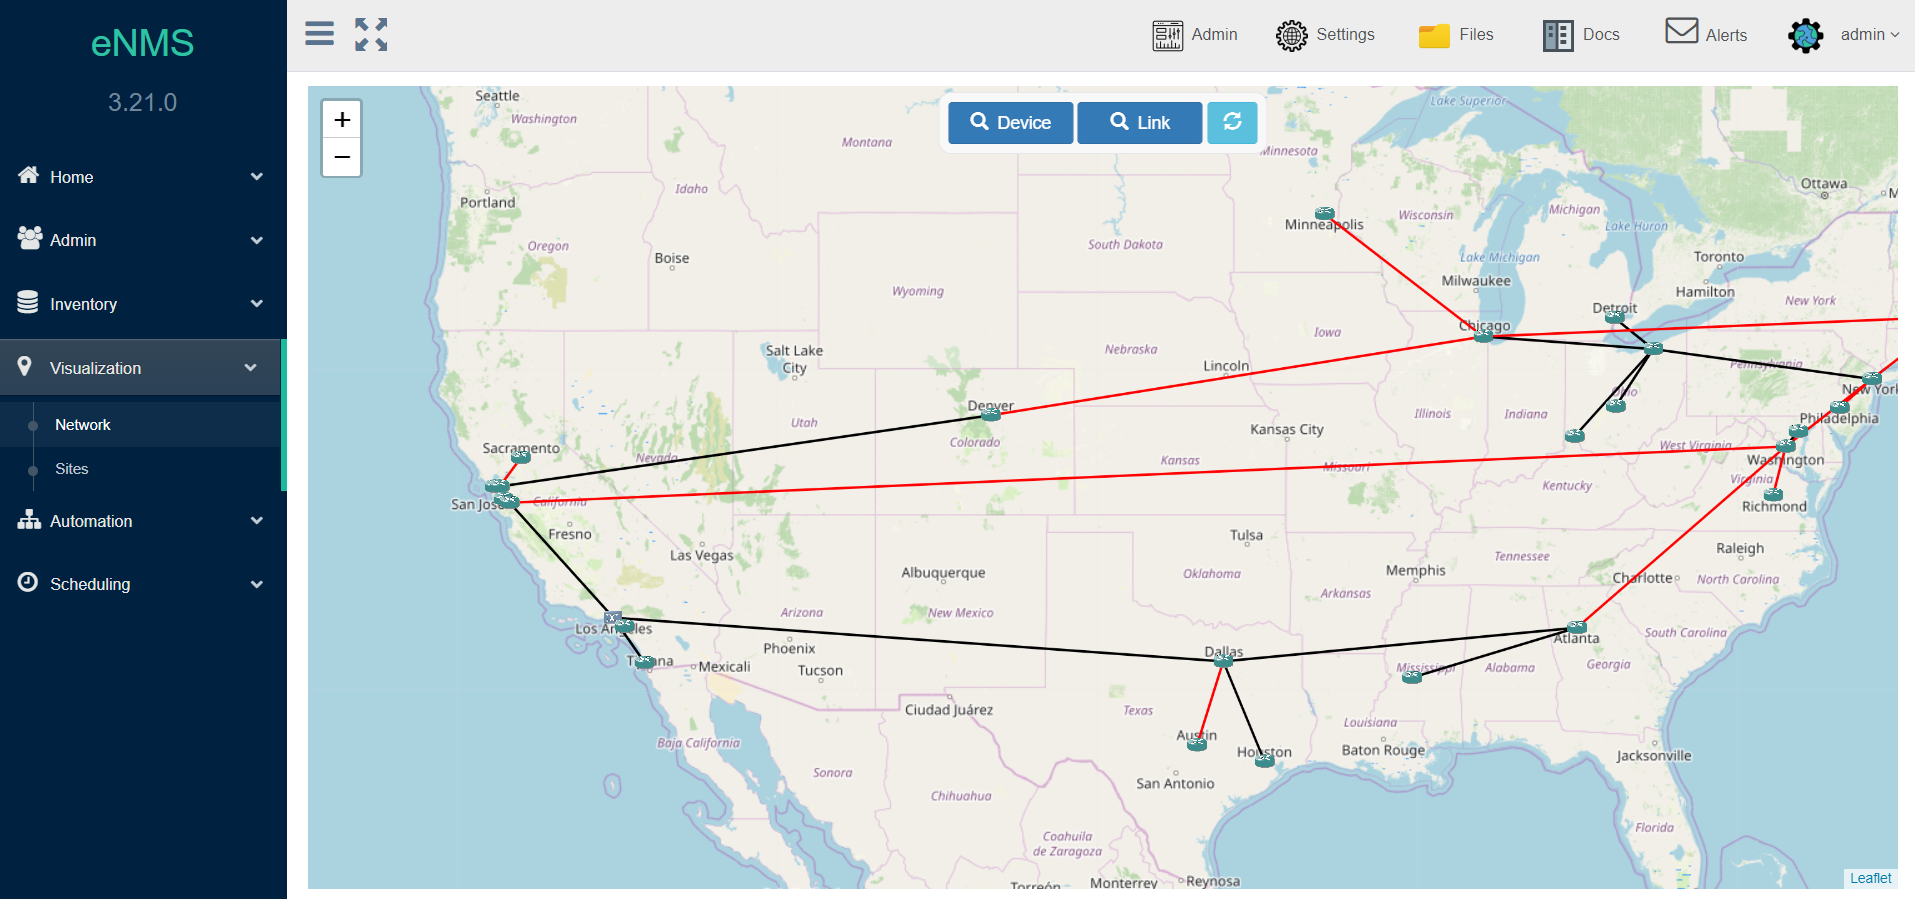 eNMS
3.21.0
Home
Admin
Inventory
Visualization
Network
Sites
Automation
Scheduling
Admin
Settings
Files
Docs
Alerts
admin
+
−
Device
Link
Seattle
Washington
Montana
Lake Superior
Minnesota
Ottawa
Portland
Idaho
Oregon
Boise
South Dakota
Minneapolis
Wisconsin
Michigan
Lake Huron
Lake Michigan
Toronto
Milwaukee
Hamilton
Wyoming
New York
Detroit
Chicago
Iowa
Salt Lake
City
Nebraska
Lincoln
Pennsylvania
New York
Ohio
Denver
Utah
Colorado
Illinois
Indiana
Philadelphia
Kansas City
Sacramento
Nevada
Kansas
Missouri
West Virginia
Washington
Virginia
Kentucky
San Jose
California
Richmond
Fresno
Las Vegas
Tulsa
Raleigh
Tennessee
Albuquerque
Oklahoma
Memphis
Charlotte
North Carolina
Arkansas
Arizona
New Mexico
Los Angeles
South Carolina
Atlanta
Phoenix
Dallas
Tijuana
Mexicali
Tucson
Mississippi
Alabama
Georgia
Ciudad Juárez
Texas
Louisiana
Austin
Baja California
Houston
Baton Rouge
Jacksonville
Sonora
San Antonio
Chihuahua
Florida
Coahuila
de Zaragoza
Torreón
Monterrey
Reynosa
Leaflet